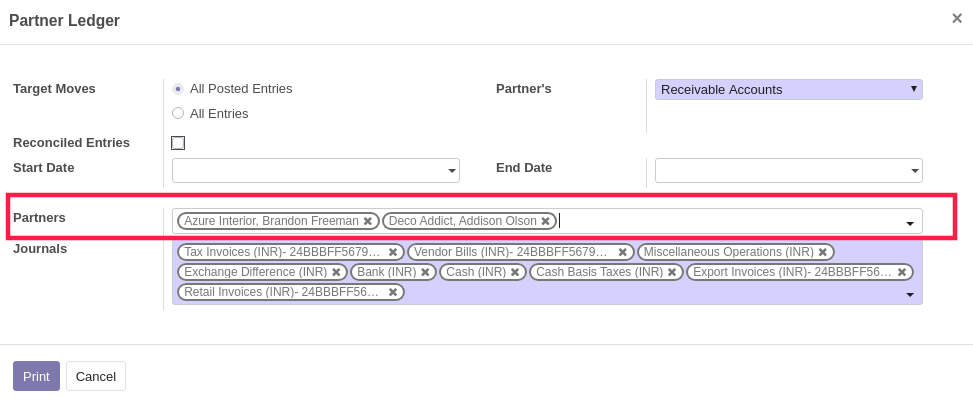 Partner Ledger ×
Target Moves All Posted Entries Partner's Receivable Accounts
All Entries
Reconciled Entries
Start Date End Date
Partners Azure Interior, Brandon Freeman ✖ Deco Addict, Addison Olson ✖
Journals Tax Invoices (INR)- 24BBBFF5679... ✖ Vendor Bills (INR)- 24BBBFF5679... ✖ Miscellaneous Operations (INR) ✖
Exchange Difference (INR) ✖ Bank (INR) ✖ Cash (INR) ✖ Cash Basis Taxes (INR) ✖ Export Invoices (INR)- 24BBBFF56... ✖
Retail Invoices (INR)- 24BBBFF56... ✖
Print Cancel